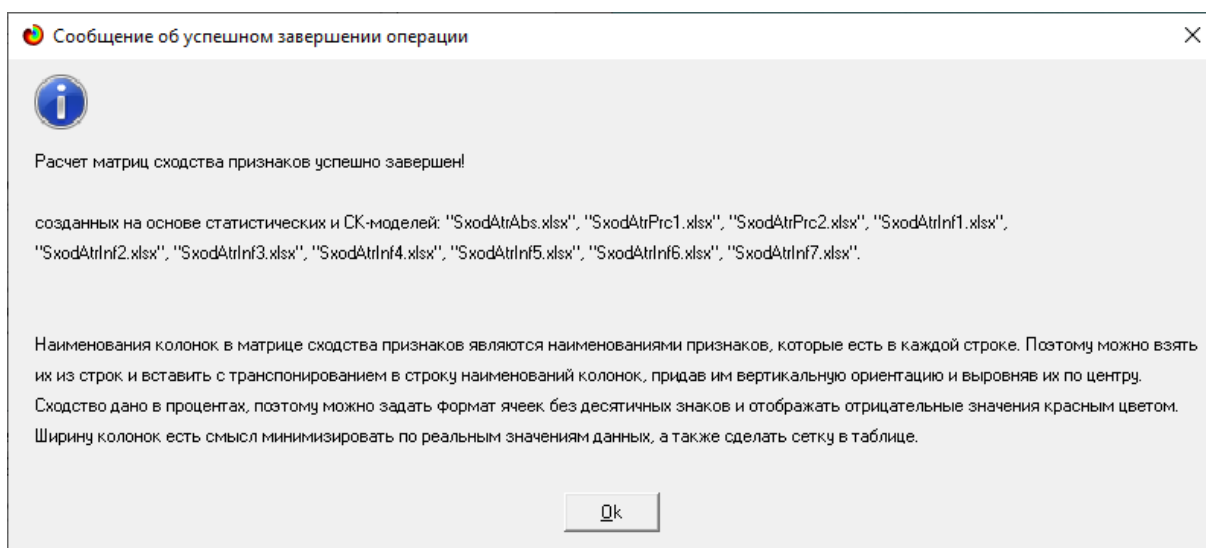 Сообщение об успешном завершении операции
Расчет матриц сходства признаков успешно завершен!
созданных на основе статистических и СК-моделей: "SxodAtrAbs.xlsx", "SxodAtrPrc1.xlsx", "SxodAtrPrc2.xlsx", "SxodAtrInf1.xlsx",
"SxodAtrInf2.xlsx", "SxodAtrInf3.xlsx", "SxodAtrInf4.xlsx", "SxodAtrInf5.xlsx", "SxodAtrInf6.xlsx", "SxodAtrInf7.xlsx".
Наименования колонок в матрице сходства признаков являются наименованиями признаков, которые есть в каждой строке. Поэтому можно взять
их из строк и вставить с транспонированием в строку наименований колонок, придав им вертикальную ориентацию и выровняв их по центру.
Сходство дано в процентах, поэтому можно задать формат ячеек без десятичных знаков и отображать отрицательные значения красным цветом.
Ширину колонок есть смысл минимизировать по реальным значениям данных, а также сделать сетку в таблице.
Ok